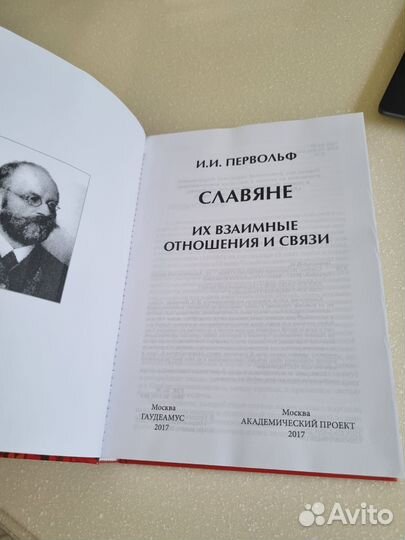 И.И. ПЕРВОЛЬФ
СЛАВЯНЕ
ИХ ВЗАИМНЫЕ
ОТНОШЕНИЯ И СВЯЗИ
Москва
ГАУДЕАМУС
2017
Москва
АКАДЕМИЧЕСКИЙ ПРОЕКТ
2017
Avito